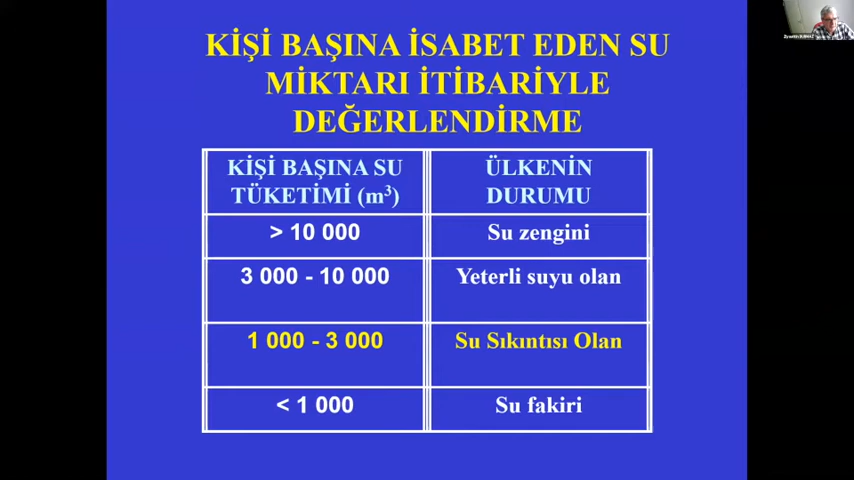 KİŞİ BAŞINA İSABET EDEN SU
MİKTARI İTİBARİYLE
DEĞERLENDİRME
KİŞİ BAŞINA SU
TÜKETİMİ (m³)
ÜLKENİN
DURUMU
> 10 000
Su zengini
3 000 - 10 000
Yeterli suyu olan
1 000 - 3 000
Su Sıkıntısı Olan
< 1 000
Su fakiri